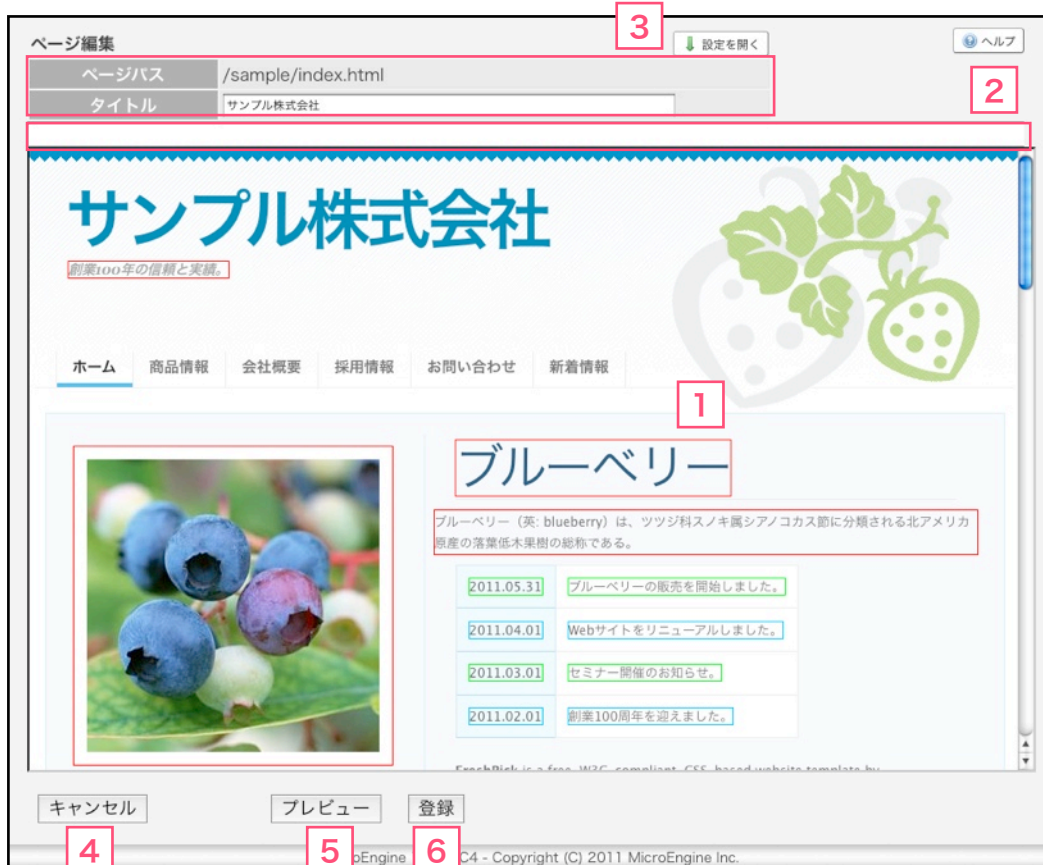 3
ページ編集
設定を開く
ヘルプ
ページパス
/sample/index.html
2
タイトル
サンプル株式会社
サンプル株式会社
創業100年の信頼と実績。
ホーム 商品情報 会社概要 採用情報 お問い合わせ 新着情報
1
ブルーベリー
ブルーベリー（英: blueberry）は、ツツジ科スノキ属シアノコカス節に分類される北アメリカ
原産の落葉低木果樹の総称である。
2011.05.31 ブルーベリーの販売を開始しました。
2011.04.01 Webサイトをリニューアルしました。
2011.03.01 セミナー開催のお知らせ。
2011.02.01 創業100周年を迎えました。
FreshPick is a free, W3C-compliant, CSS-based website template by
キャンセル プレビュー 登録
4 5 6
oEngine C4 - Copyright (C) 2011 MicroEngine Inc.